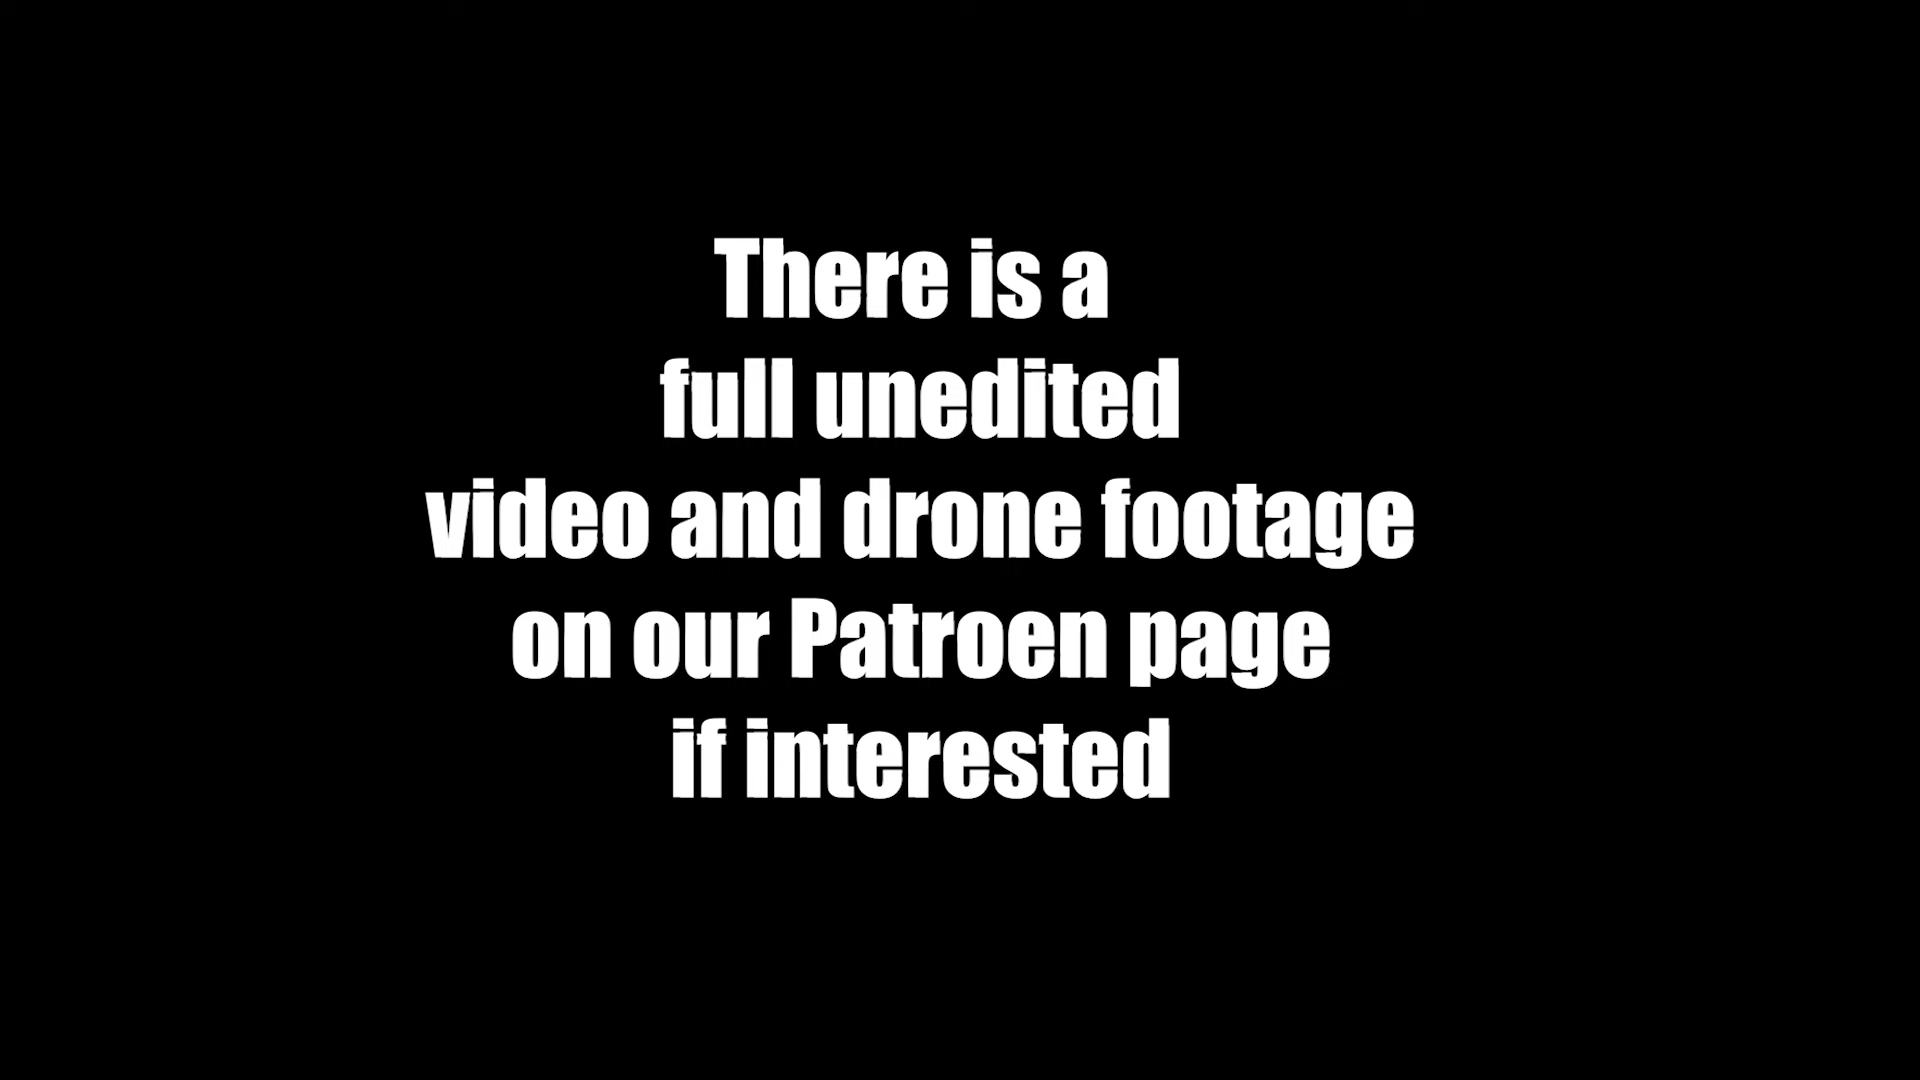 There is a
full unedited
video and drone footage
on our Patroen page
if interested